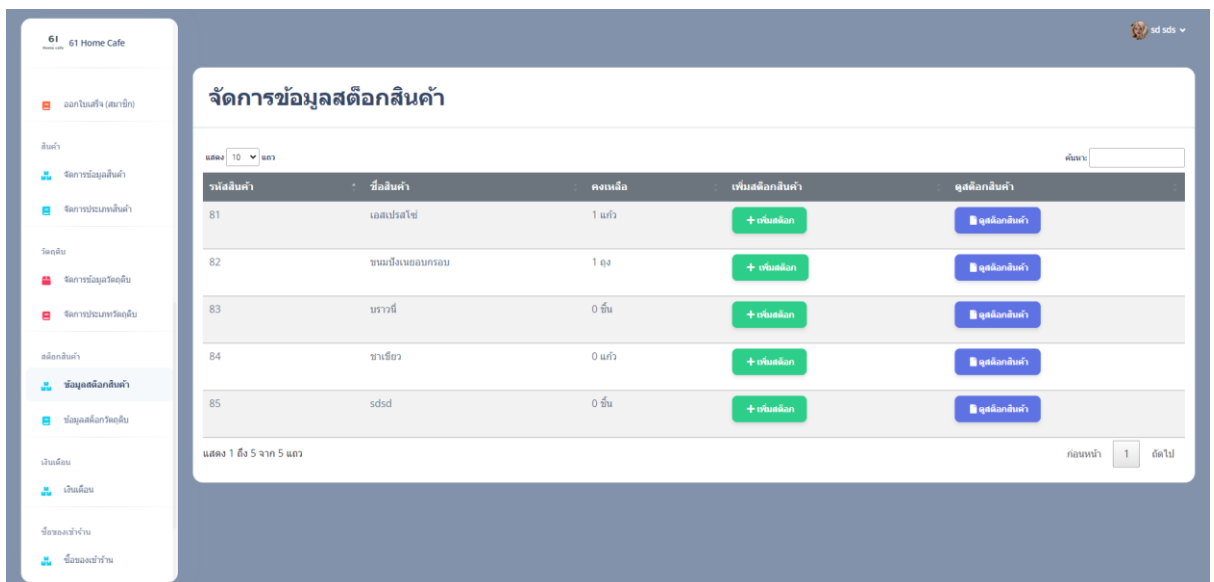 61
Home cafe
61 Home Cafe
sd sds
ออกใบเสร็จ (สมาชิก)
สินค้า
จัดการข้อมูลสินค้า
จัดการประเภทสินค้า
วัตถุดิบ
จัดการข้อมูลวัตถุดิบ
จัดการประเภทวัตถุดิบ
สต็อกสินค้า
ข้อมูลสต็อกสินค้า
ข้อมูลสต็อกวัตถุดิบ
เงินเดือน
เงินเดือน
ซื้อของเข้าร้าน
ซื้อของเข้าร้าน
จัดการข้อมูลสต็อกสินค้า
แสดง 10 แถว
ค้นหา:
รหัสสินค้า ชื่อสินค้า คงเหลือ เพิ่มสต็อกสินค้า ดูสต็อกสินค้า
81 เอสเปรสโซ่ 1 แก้ว +เพิ่มสต็อก ดูสต็อกสินค้า
82 ขนมปังเนยอบกรอบ 1 ถุง + เพิ่มสต็อก ดูสต็อกสินค้า
83 บราวนี่ 0 ชิ้น +เพิ่มสต็อก ดูสต็อกสินค้า
84 ชาเขียว 0 แก้ว +เพิ่มสต็อก ดูสต็อกสินค้า
85 sdsd 0 ชิ้น +เพิ่มสต็อก ดูสต็อกสินค้า
แสดง 1 ถึง 5 จาก 5 แถว
ก่อนหน้า 1 ถัดไป